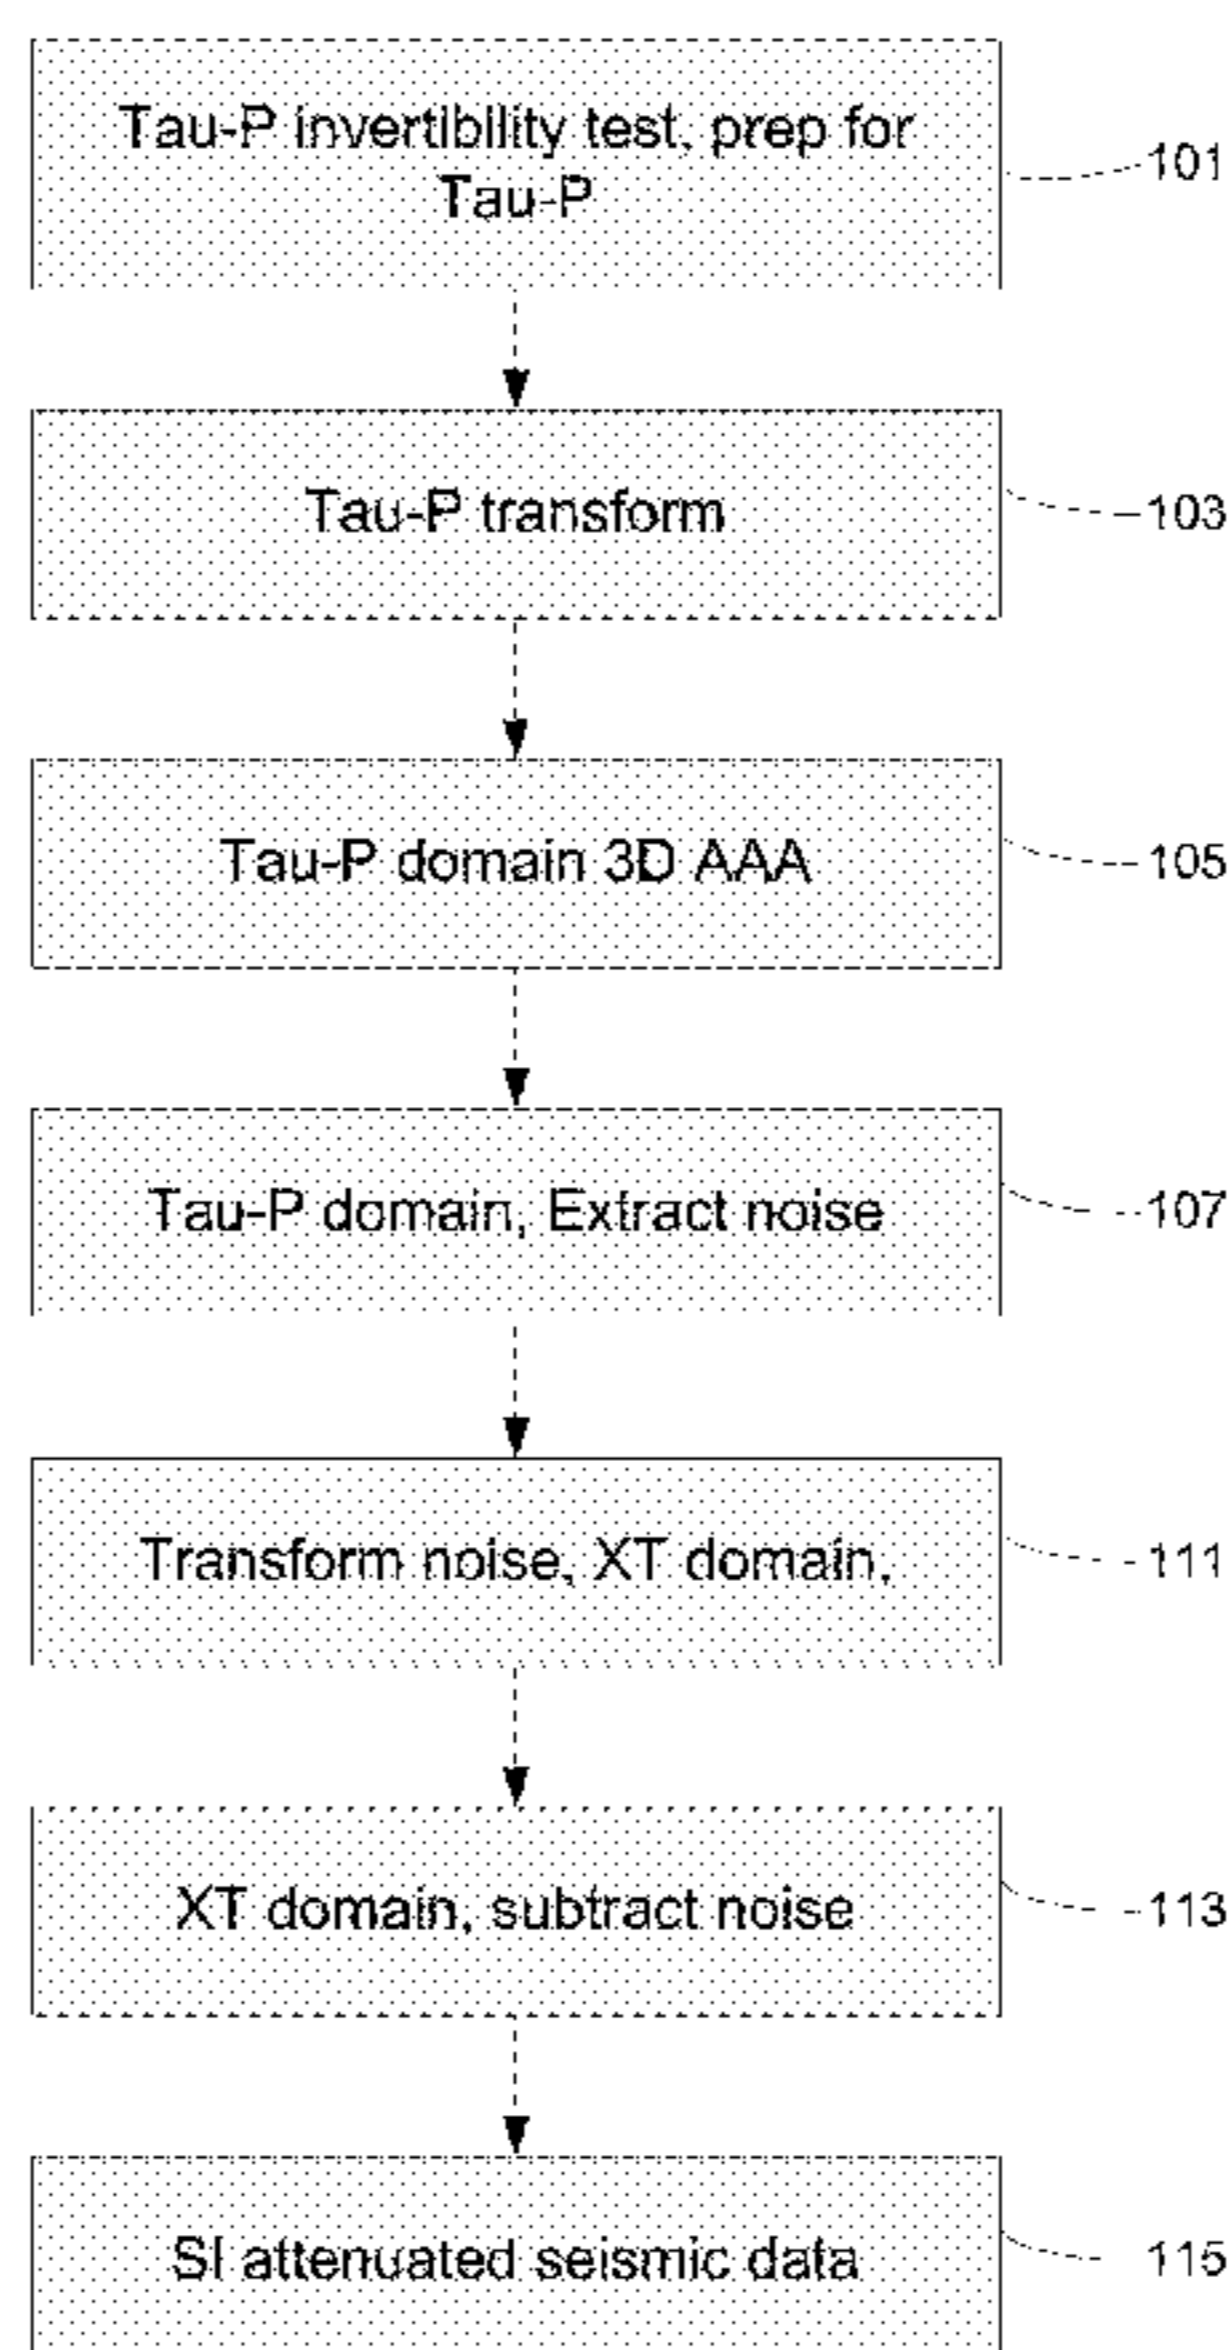 Tau-P invertibility test, prep for
Tau-P
101
Tau-P transform
103
Tau-P domain 3D AAA
105
Tau-P domain, Extract noise
107
Transform noise, XT domain,
111
XT domain, subtract noise
113
SI attenuated seismic data
115